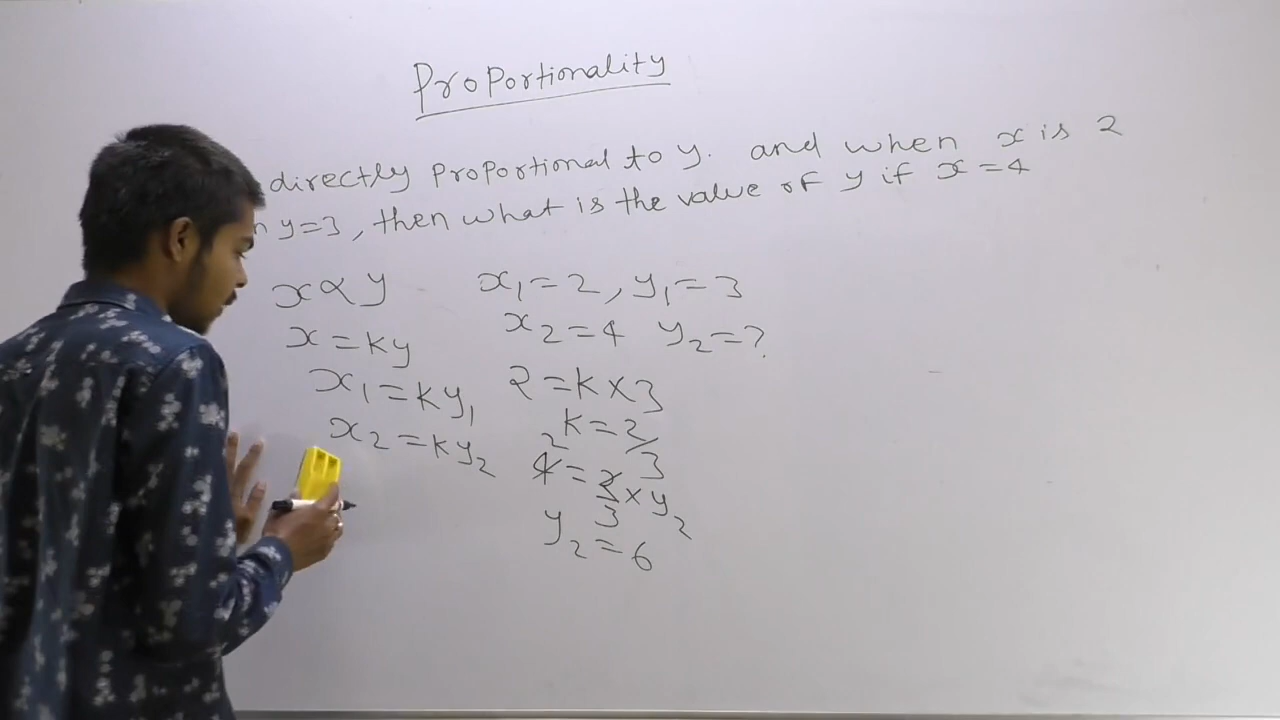 Proportionality
directly proportional to y. and when x is 2
n y=3, then what is the value of y if x=4
x∝y x₁=2, y₁=3
x=ky x₂=4 y₂=?
x₁=ky₁ 2=k×3
x₂=ky₂ k=2/3
4=2/3×y₂
y₂=6